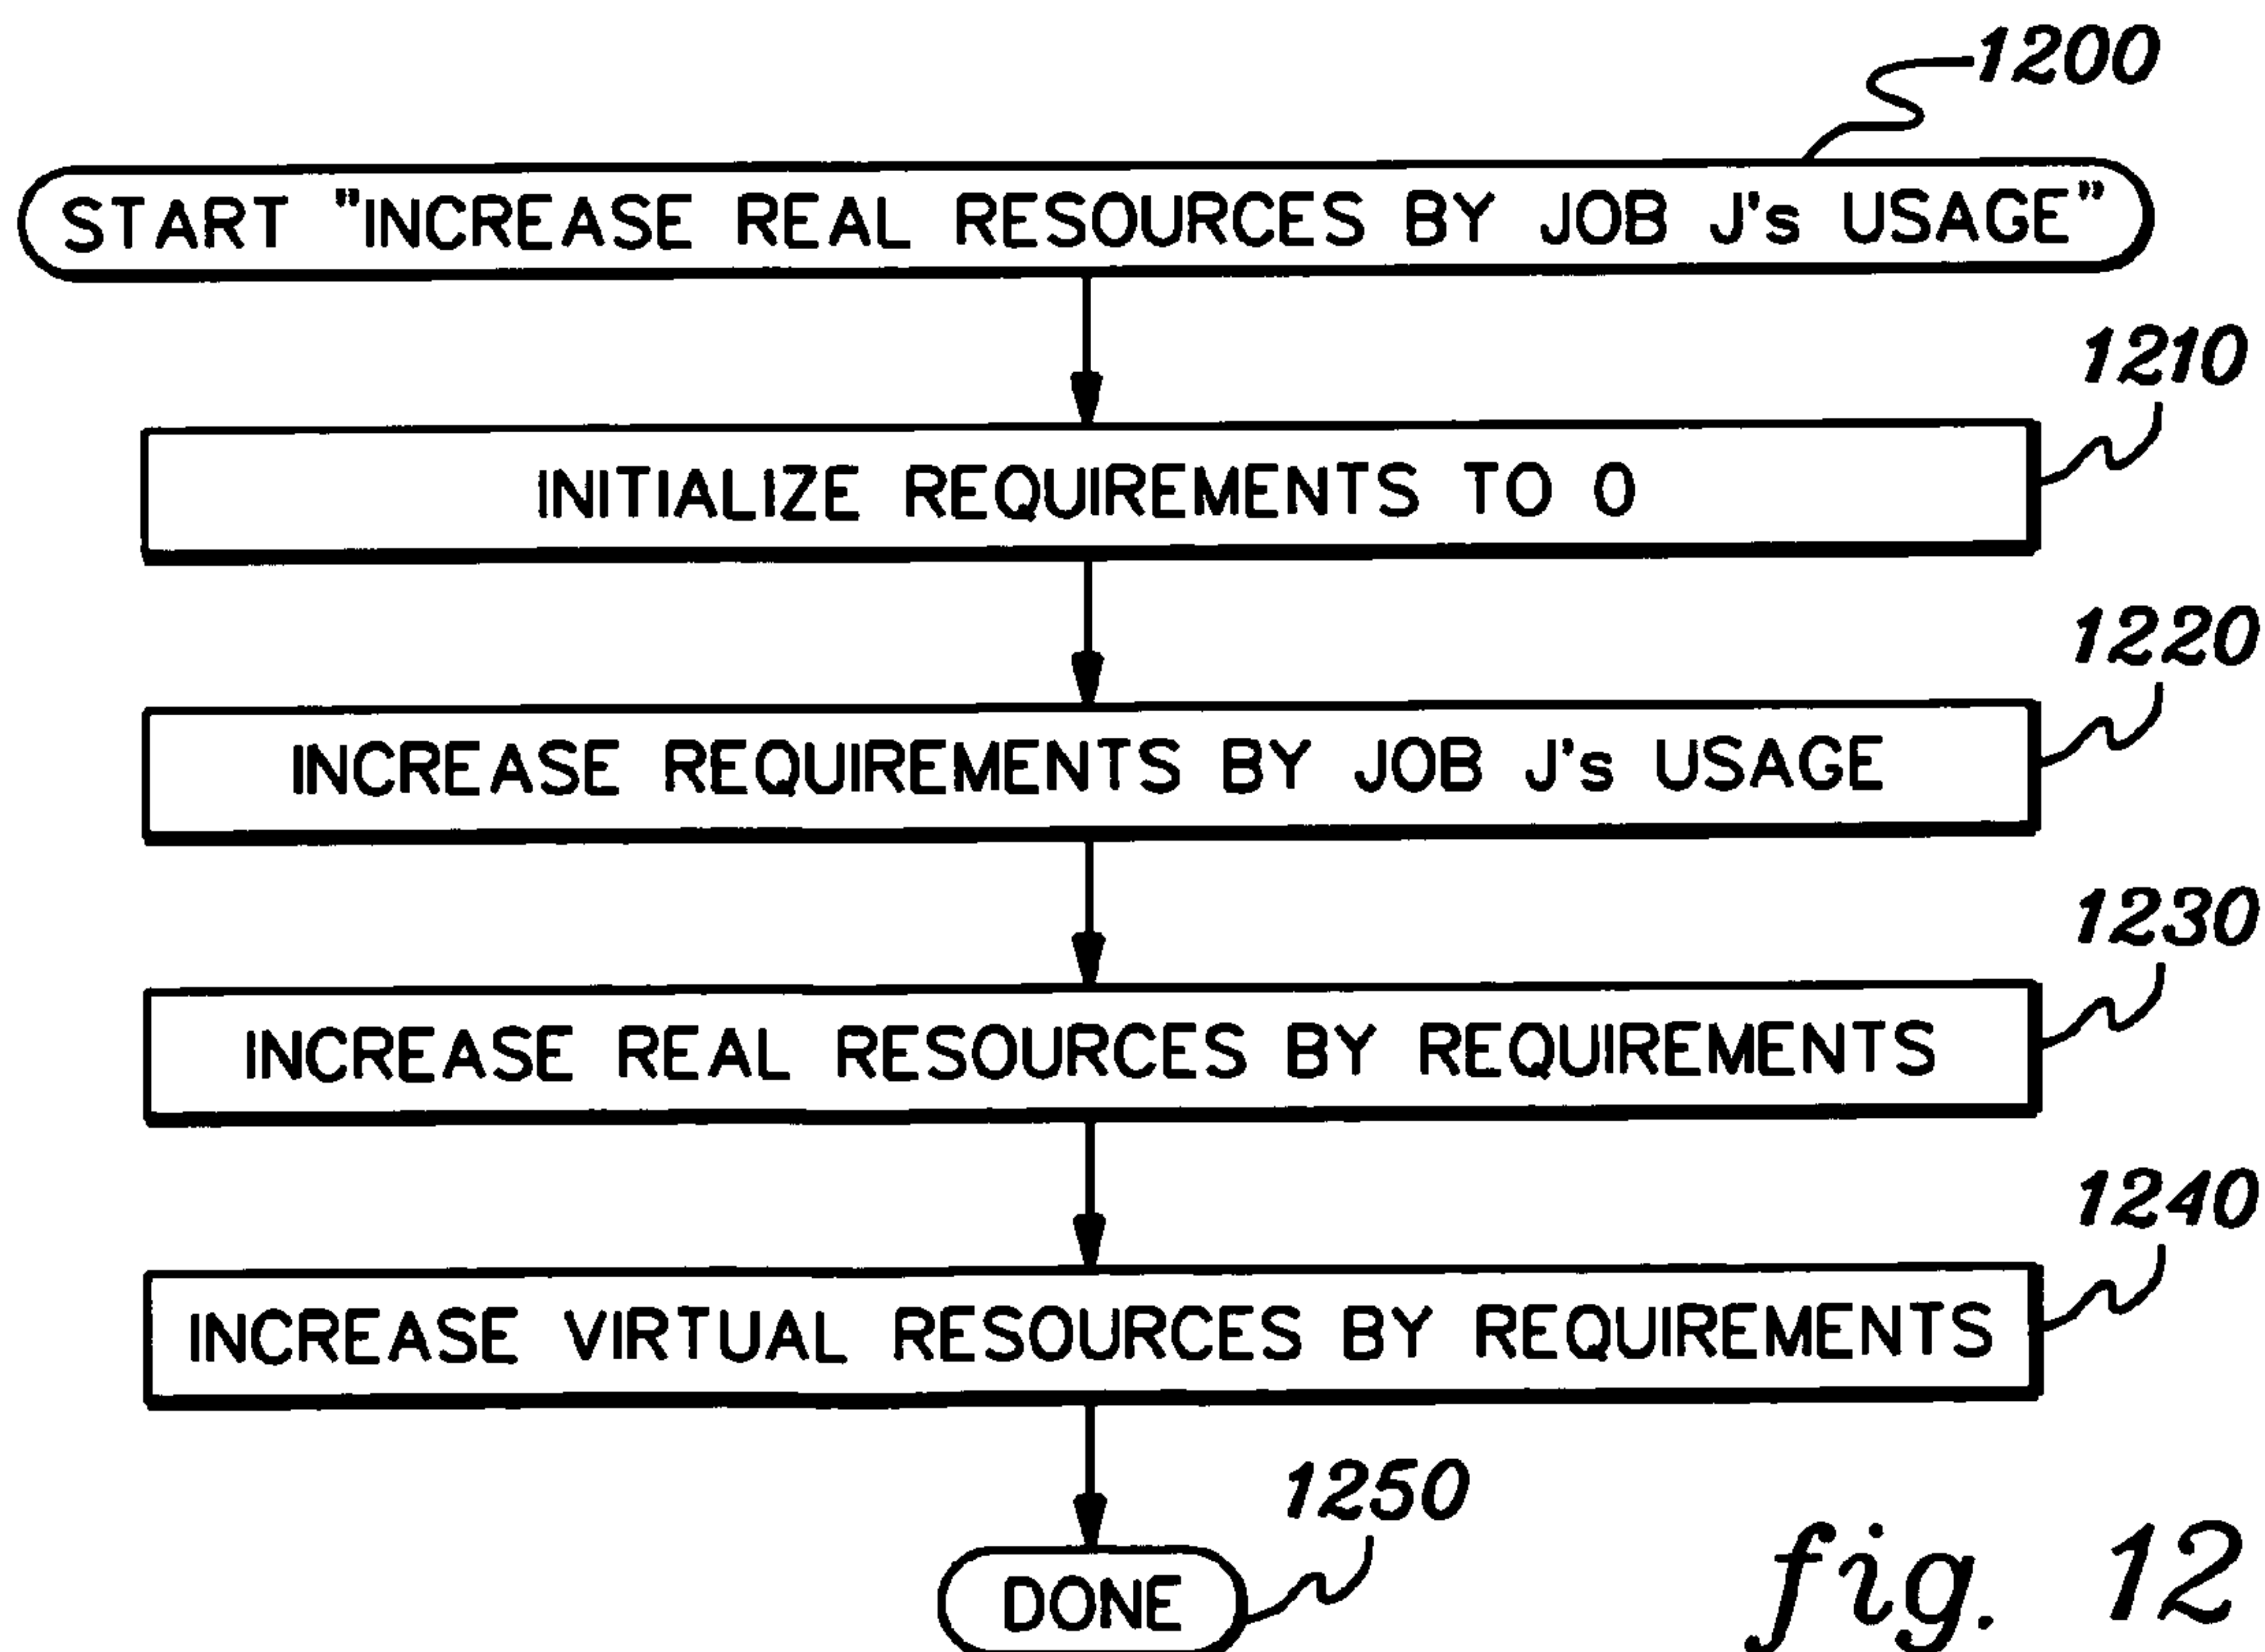 1200
START "INCREASE REAL RESOURCES BY JOB J's USAGE"
1210
INITIALIZE REQUIREMENTS TO 0
1220
INCREASE REQUIREMENTS BY JOB J's USAGE
1230
INCREASE REAL RESOURCES BY REQUIREMENTS
1240
INCREASE VIRTUAL RESOURCES BY REQUIREMENTS
1250
DONE
fig. 12